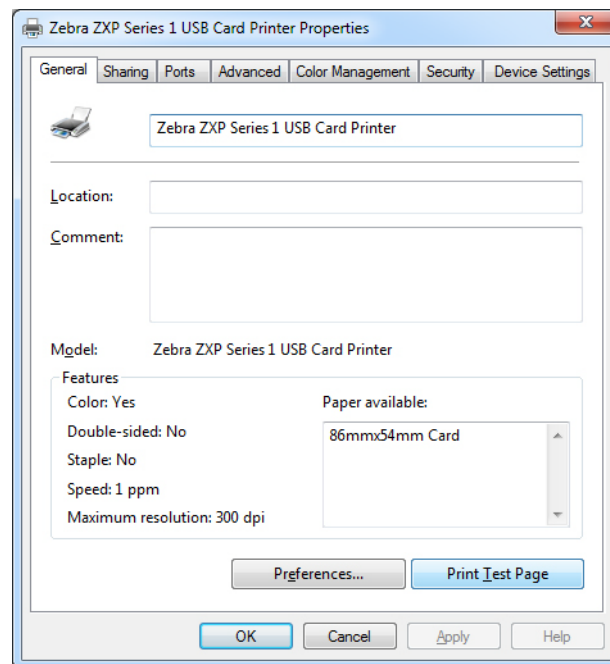 Zebra ZXP Series 1 USB Card Printer Properties
General Sharing Ports Advanced Color Management Security Device Settings
Zebra ZXP Series 1 USB Card Printer
Location:
Comment:
Model: Zebra ZXP Series 1 USB Card Printer
Features
Color: Yes
Paper available:
Double-sided: No
86mmx54mm Card
Staple: No
Speed: 1 ppm
Maximum resolution: 300 dpi
Preferences... Print Test Page
OK Cancel Apply Help